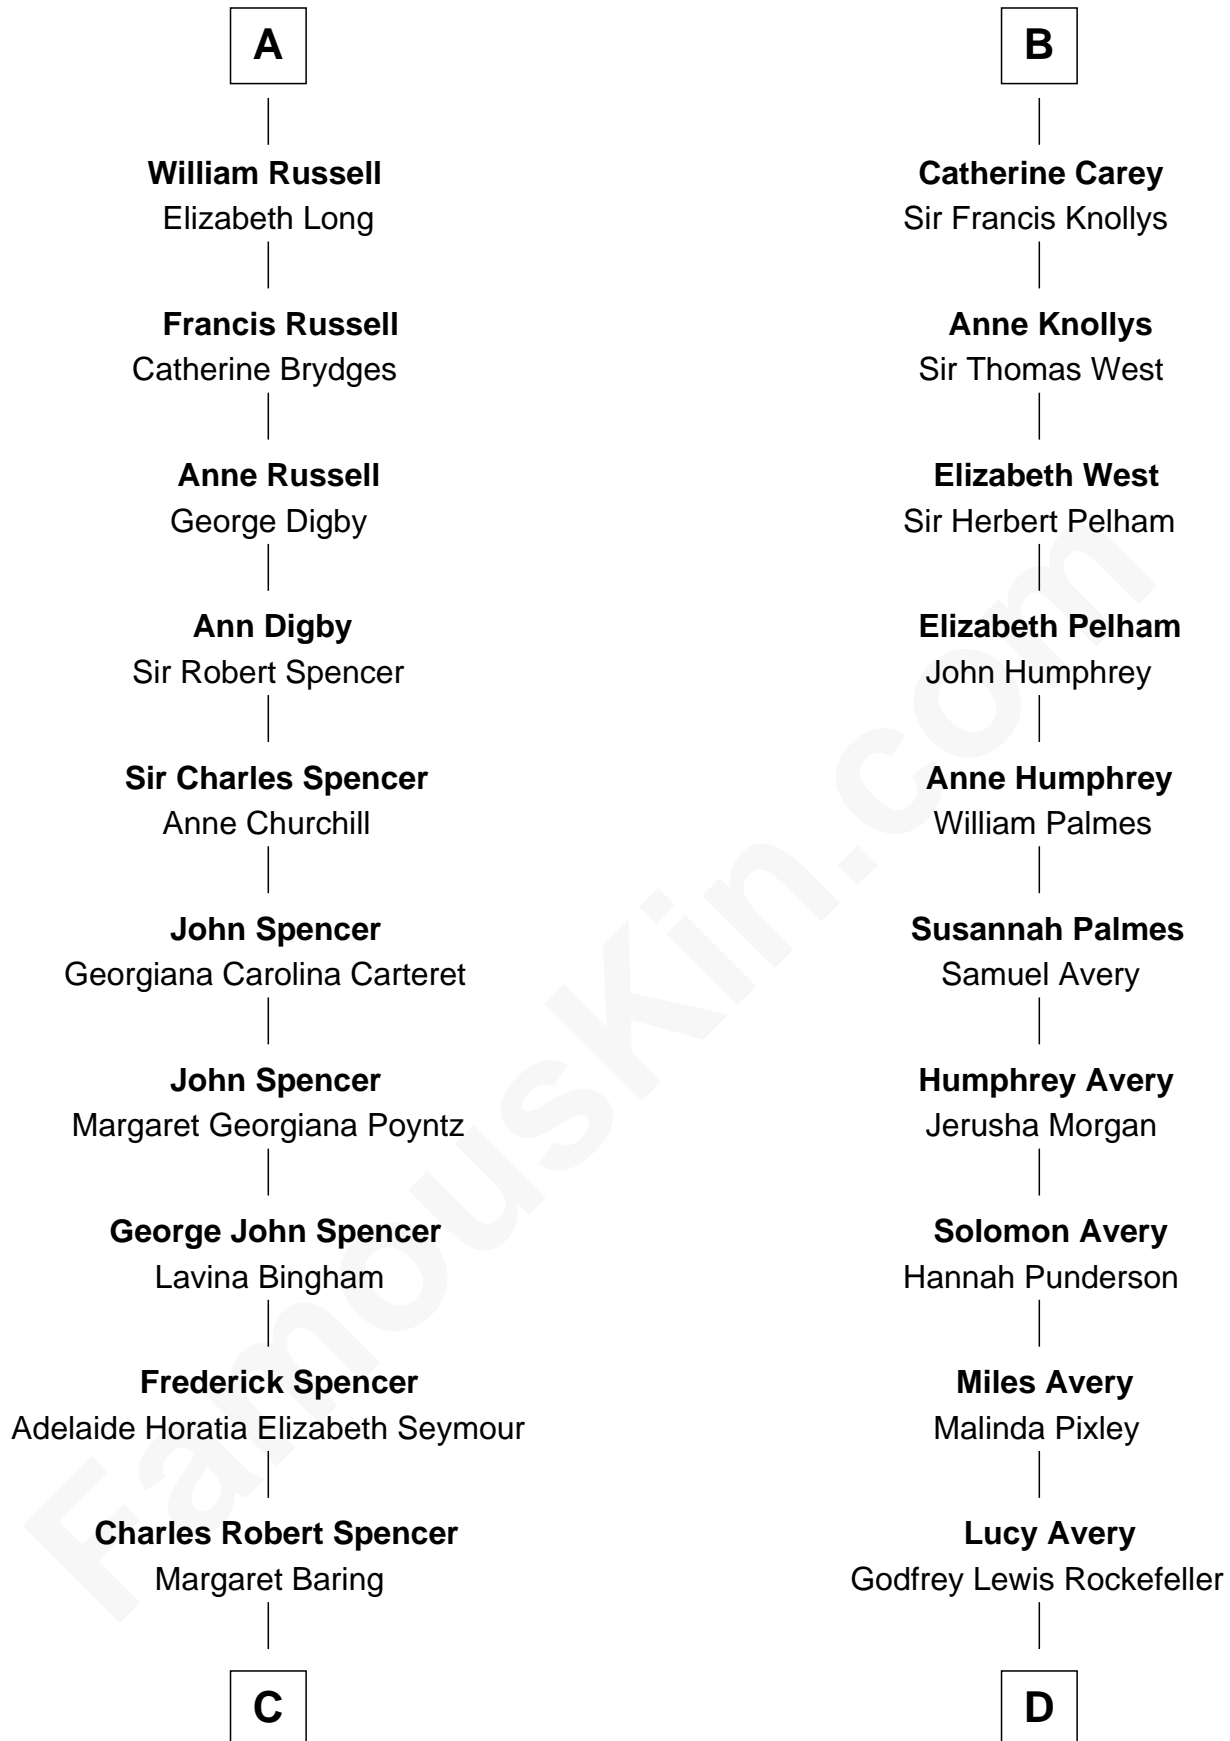 A
William Russell
Elizabeth Long
Francis Russell
Catherine Brydges
Anne Russell
George Digby
Ann Digby
Sir Robert Spencer
Sir Charles Spencer
Anne Churchill
John Spencer
Georgiana Carolina Carteret
John Spencer
Margaret Georgiana Poyntz
George John Spencer
Lavina Bingham
Frederick Spencer
Adelaide Horatia Elizabeth Seymour
Charles Robert Spencer
Margaret Baring
C
B
Catherine Carey
Sir Francis Knollys
Anne Knollys
Sir Thomas West
Elizabeth West
Sir Herbert Pelham
Elizabeth Pelham
John Humphrey
Anne Humphrey
William Palmes
Susannah Palmes
Samuel Avery
Humphrey Avery
Jerusha Morgan
Solomon Avery
Hannah Punderson
Miles Avery
Malinda Pixley
Lucy Avery
Godfrey Lewis Rockefeller
D
FamousKin.com